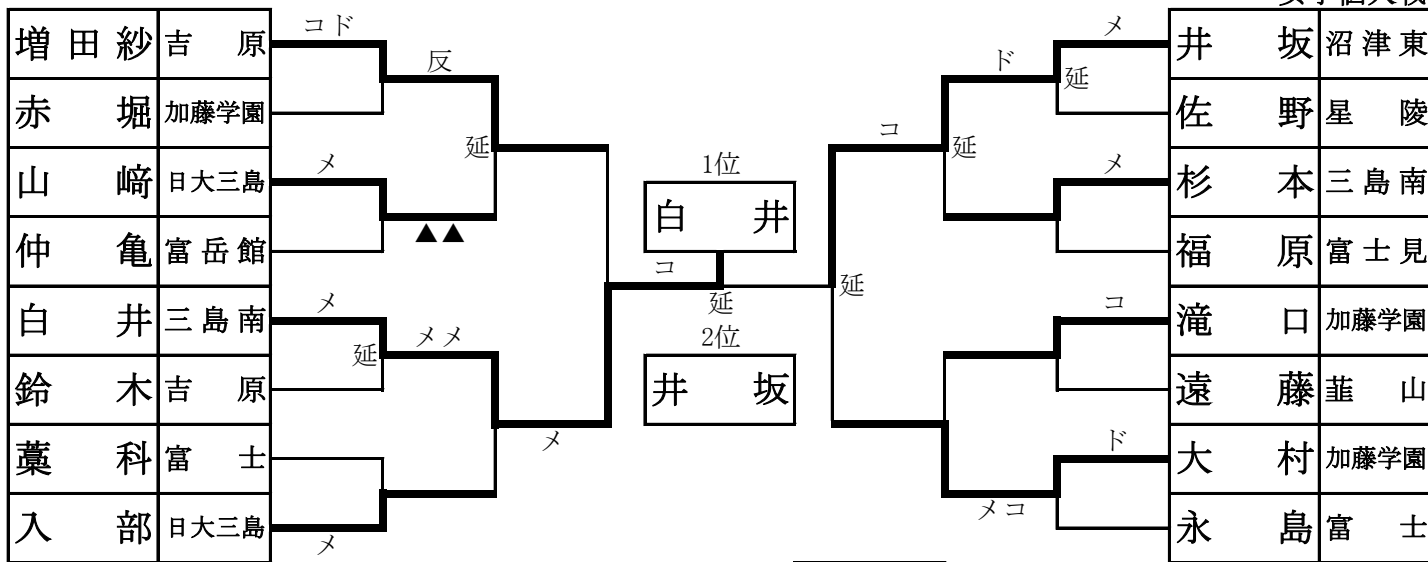 増田紗 吉原 コド 反 ド メ 井坂 沼津東
延
赤堀 加藤学園 佐野 星陵
延 コ 延
山﨑 日大三島 メ 1位 メ 杉本 三島南
白井
仲亀 富岳館 ▲▲ 福原 富士見
コ 延 延
白井 三島南 メ メメ コ 滝口 加藤学園
延 2位
鈴木 吉原 井坂 遠藤 韮山
藁科 富士 メ ド 大村 加藤学園
入部 日大三島 メ メコ 永島 富士